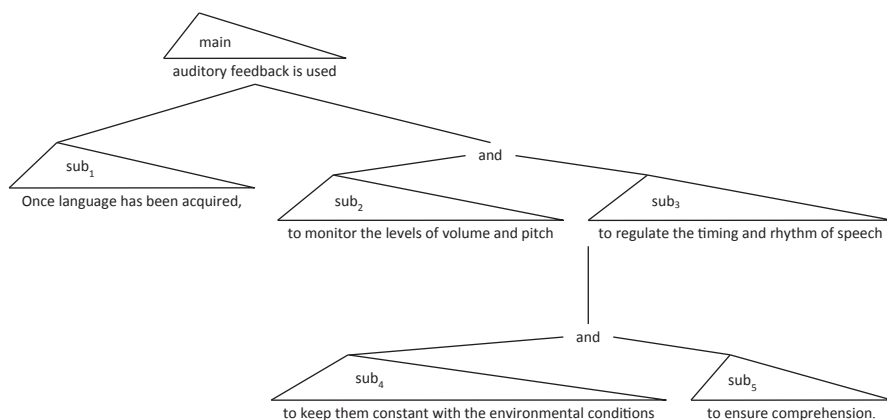 main
auditory feedback is used
sub₁
Once language has been acquired,
and
sub₂
to monitor the levels of volume and pitch
sub₃
to regulate the timing and rhythm of speech
and
sub₄
to keep them constant with the environmental conditions
sub₅
to ensure comprehension.